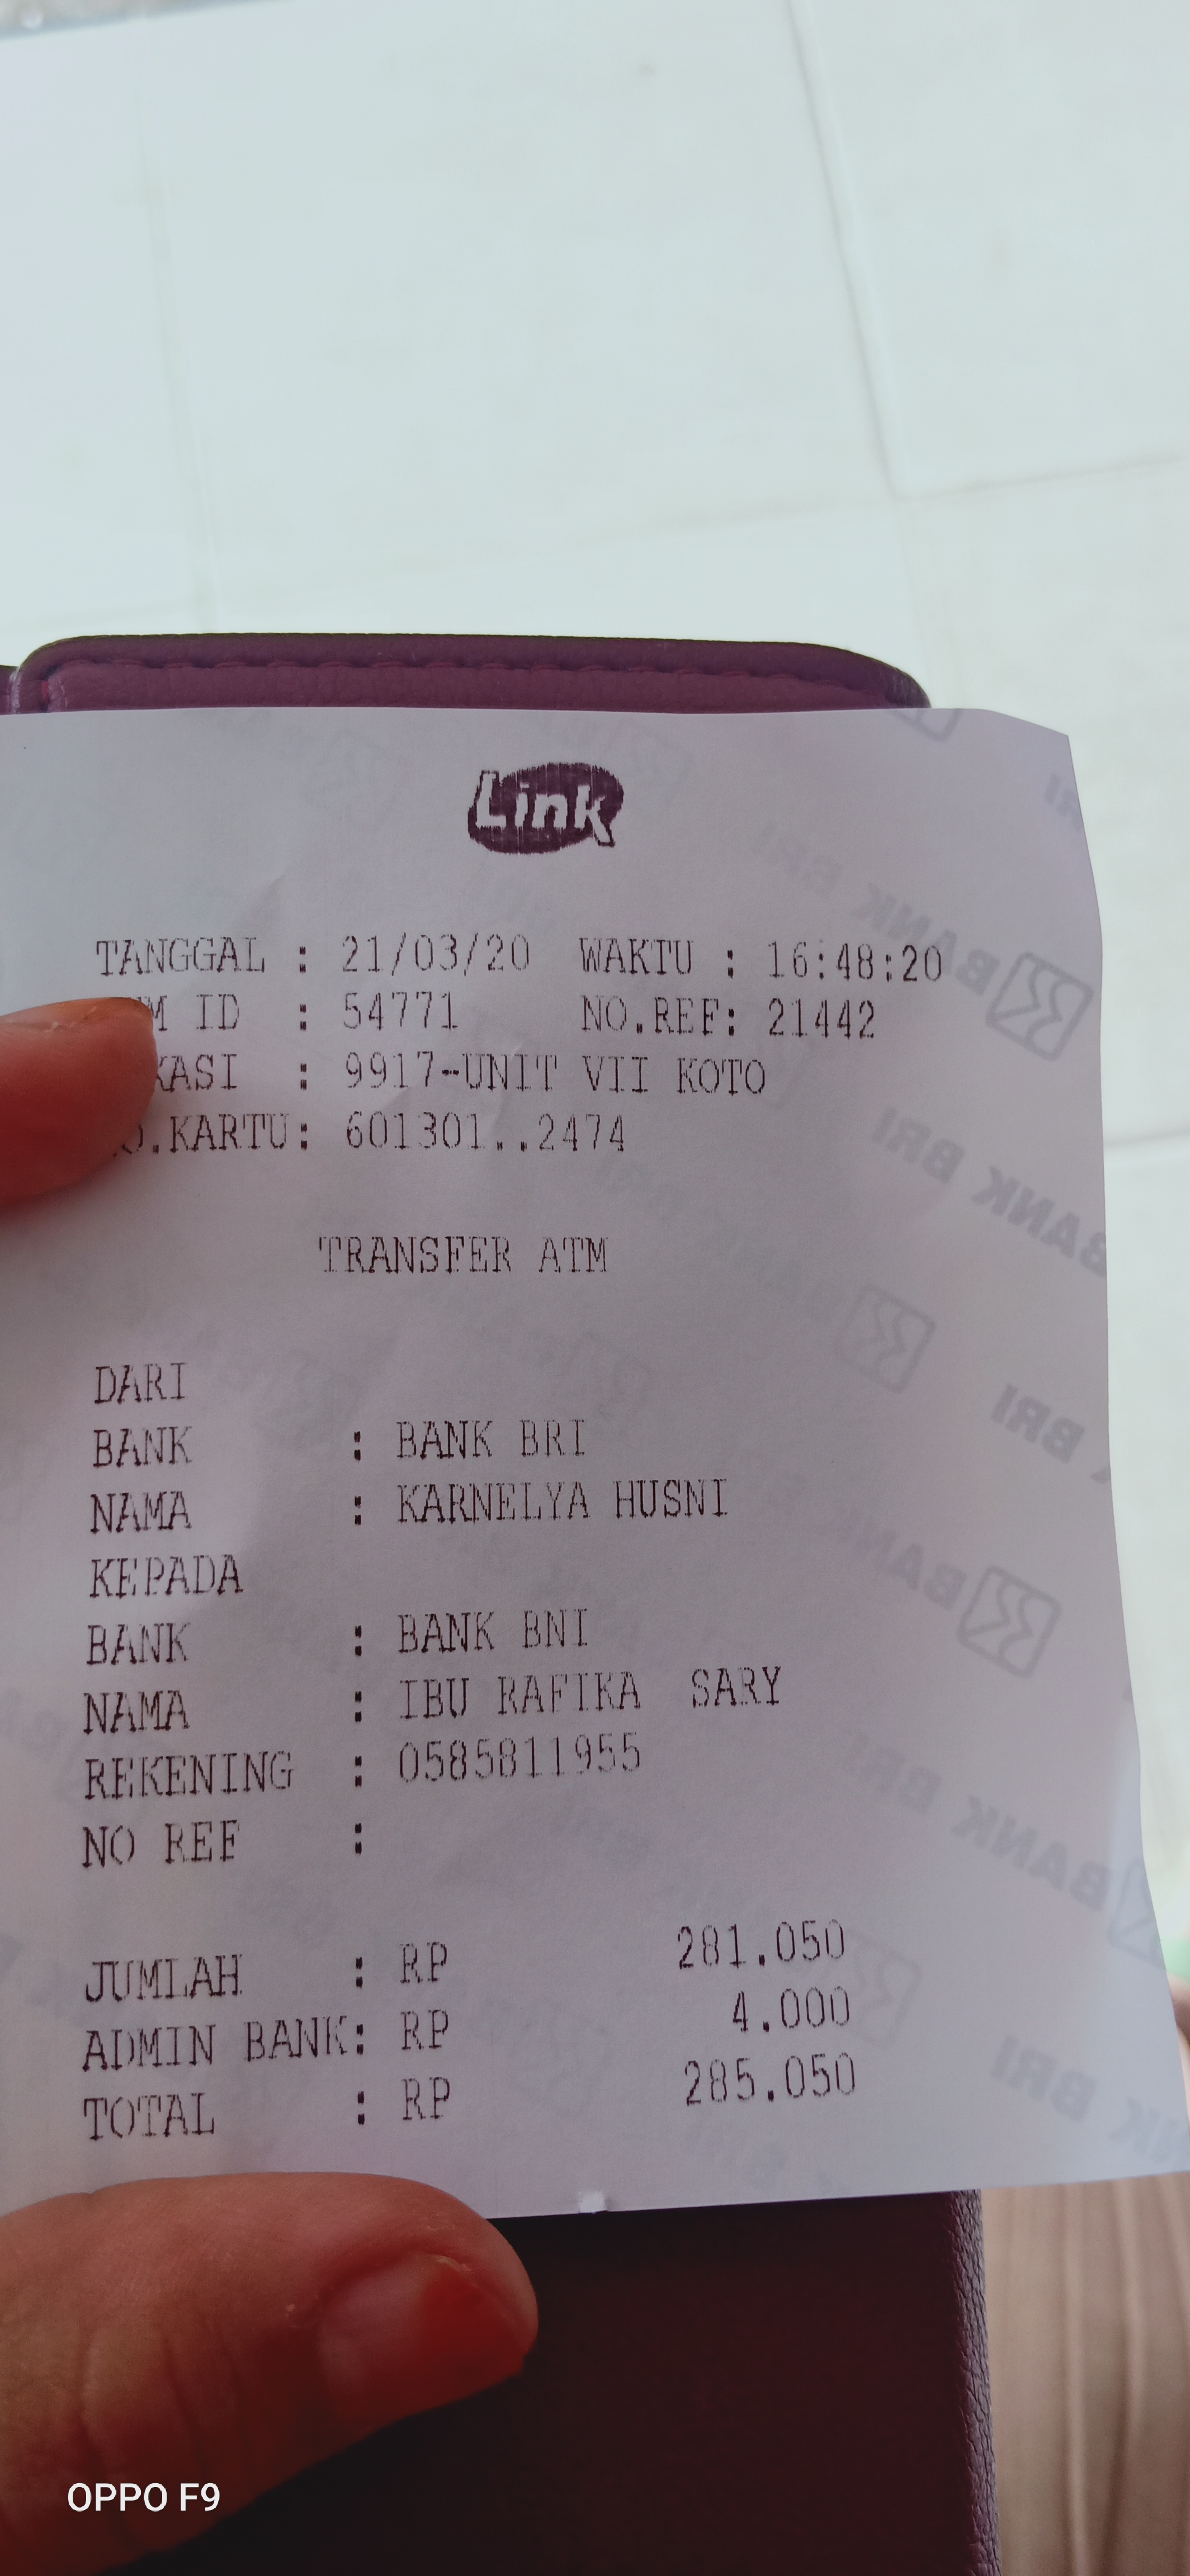 Link
TANGGAL : 21/03/20 WAKTU : 16:48:20
M ID : 54771 NO.REF: 21442
KASI : 9917-UNIT VII KOTO
O.KARTU: 601301..2474
TRANSFER ATM
DARI
BANK : BANK BRI
NAMA : KARNELYA HUSNI
KEPADA
BANK : BANK BNI
NAMA : IBU RAFIKA SARY
REKENING : 0585811955
NO REF :
JUMLAH : RP 281.050
ADMIN BANK: RP 4.000
TOTAL : RP 285.050
BANK BRI
BANK BRI
OPPO F9